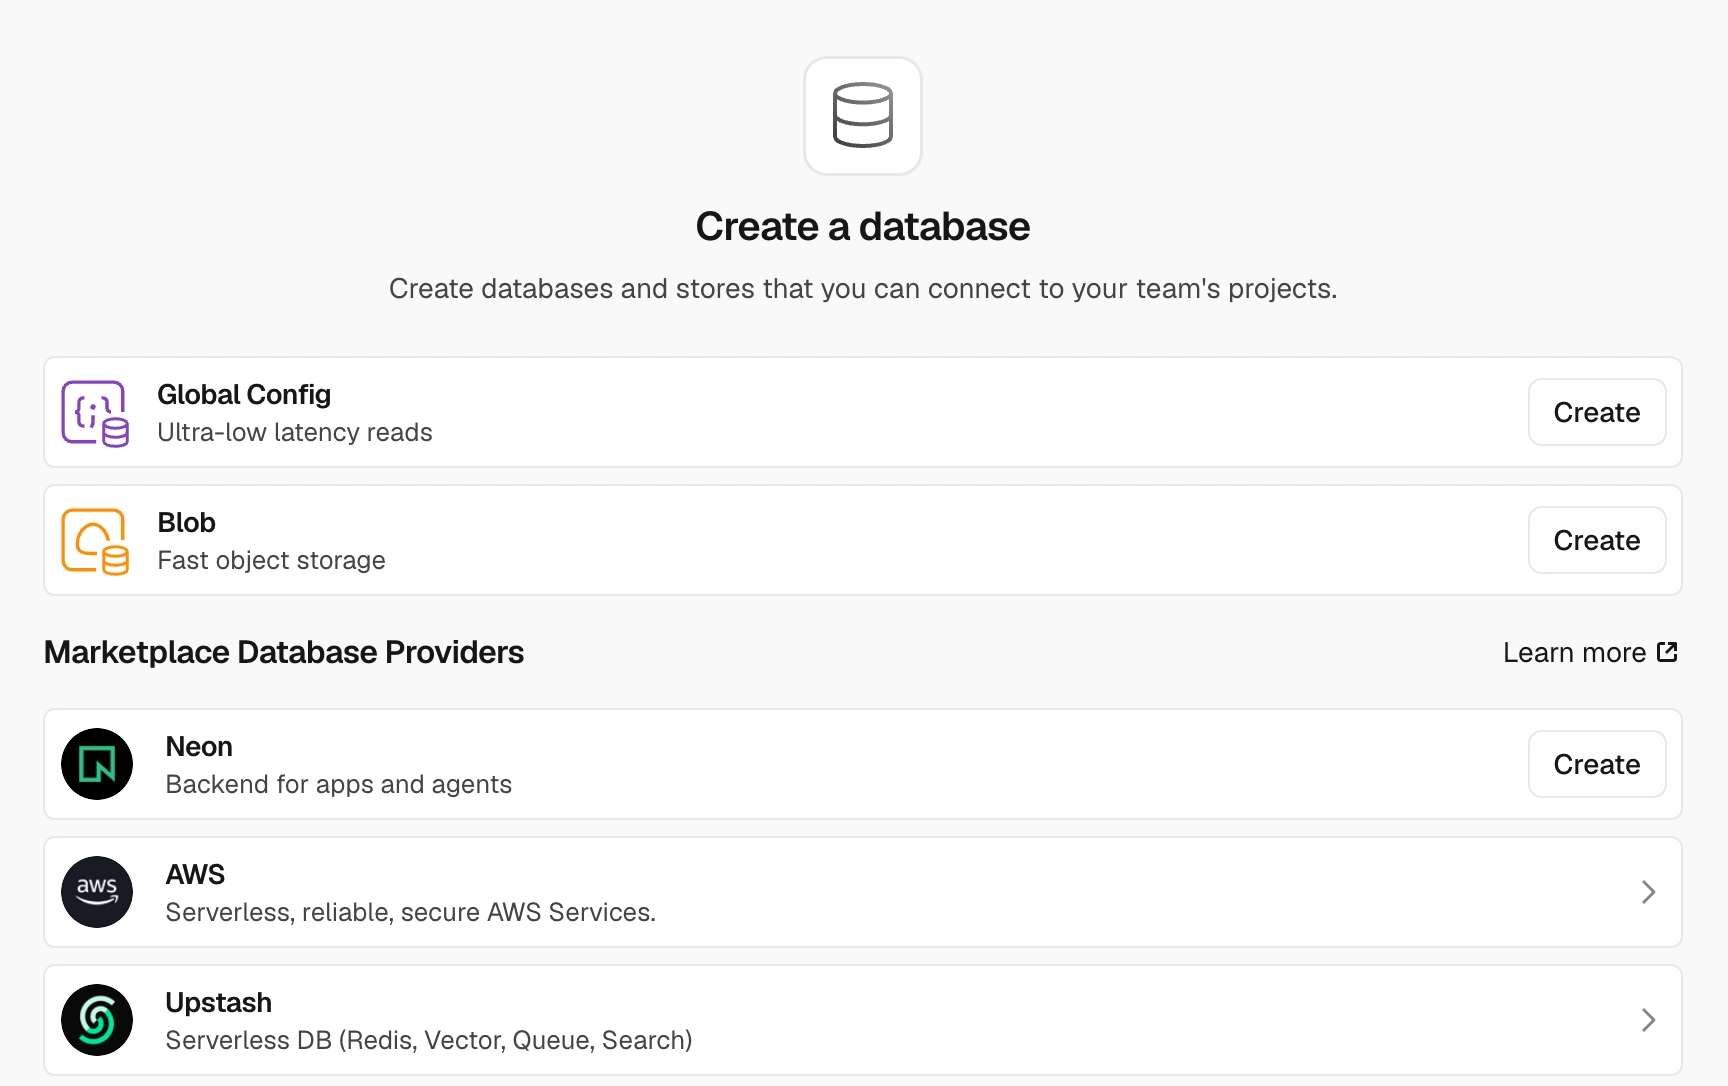 Create a database
Create databases and stores that you can connect to your team's projects.
Global Config
Ultra-low latency reads
Create
Blob
Fast object storage
Create
Marketplace Database Providers
Learn more
Neon
Backend for apps and agents
Create
aws
AWS
Serverless, reliable, secure AWS Services.
Upstash
Serverless DB (Redis, Vector, Queue, Search)